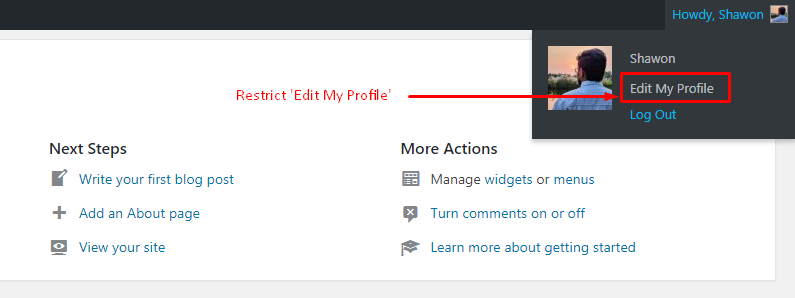 Howdy, Shawon
Shawon
Restrict 'Edit My Profile'
Edit My Profile
Log Out
Next Steps
Write your first blog post
Add an About page
View your site
More Actions
Manage widgets or menus
Turn comments on or off
Learn more about getting started